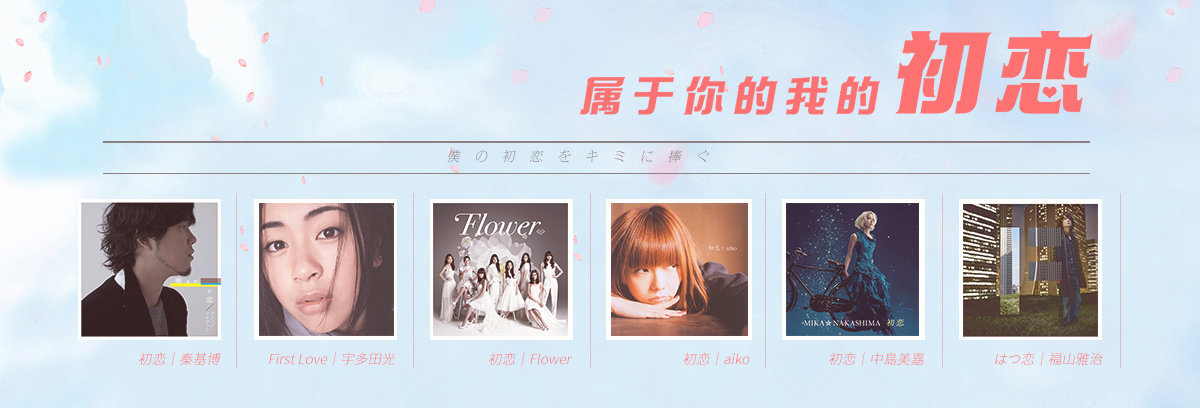 属于你的我的初恋
僕の初恋をキミに捧ぐ
Flower
初恋 | aiko
MIKA★NAKASHIMA 初恋
初恋｜秦基博
First Love｜宇多田光
初恋｜Flower
初恋｜aiko
初恋｜中島美嘉
はつ恋｜福山雅治